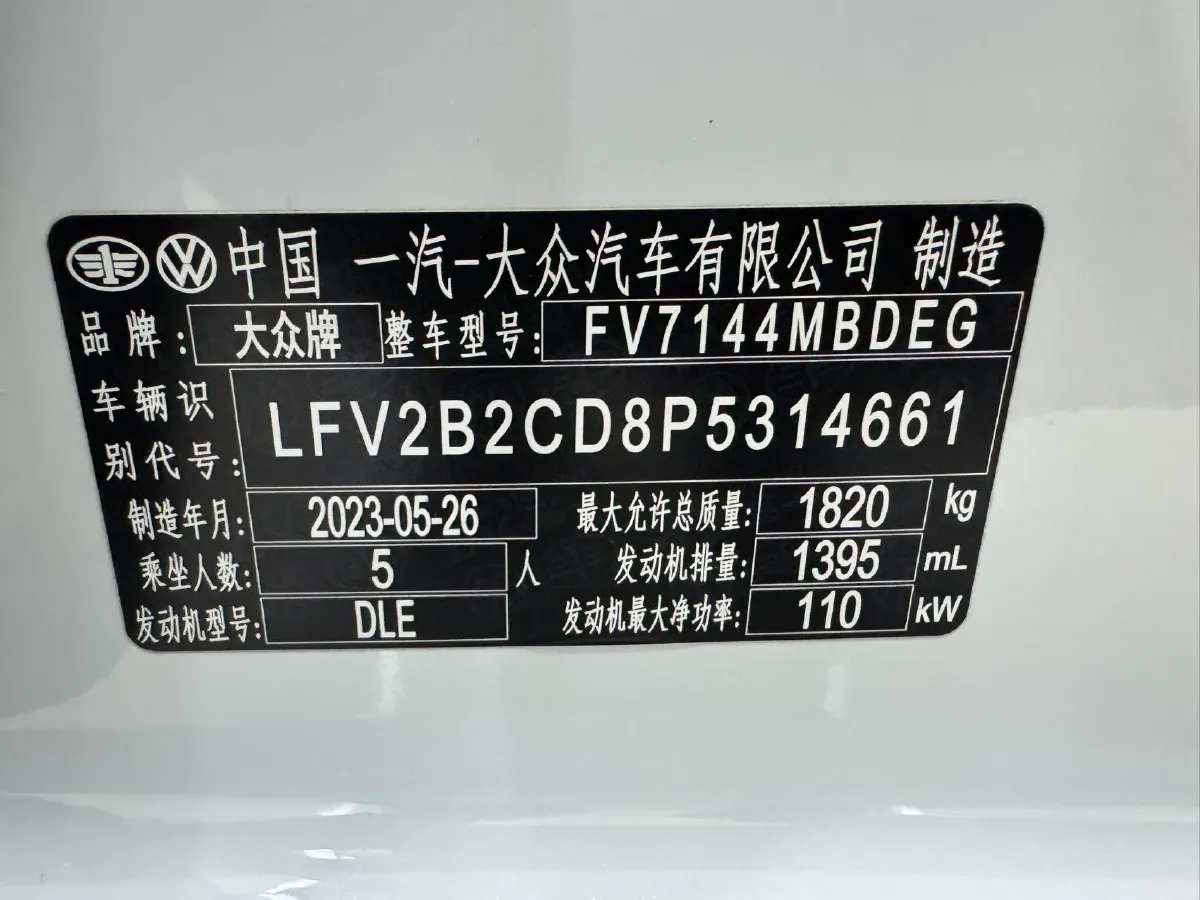 中国 一汽-大众汽车有限公司 制造
品牌: 大众牌 整车型号: FV7144MBDEG
车辆识别代号: LFV2B2CD8P5314661
制造年月: 2023-05-26 最大允许总质量: 1820 kg
乘坐人数: 5 人 发动机排量: 1395 mL
发动机型号: DLE 发动机最大净功率: 110 kW